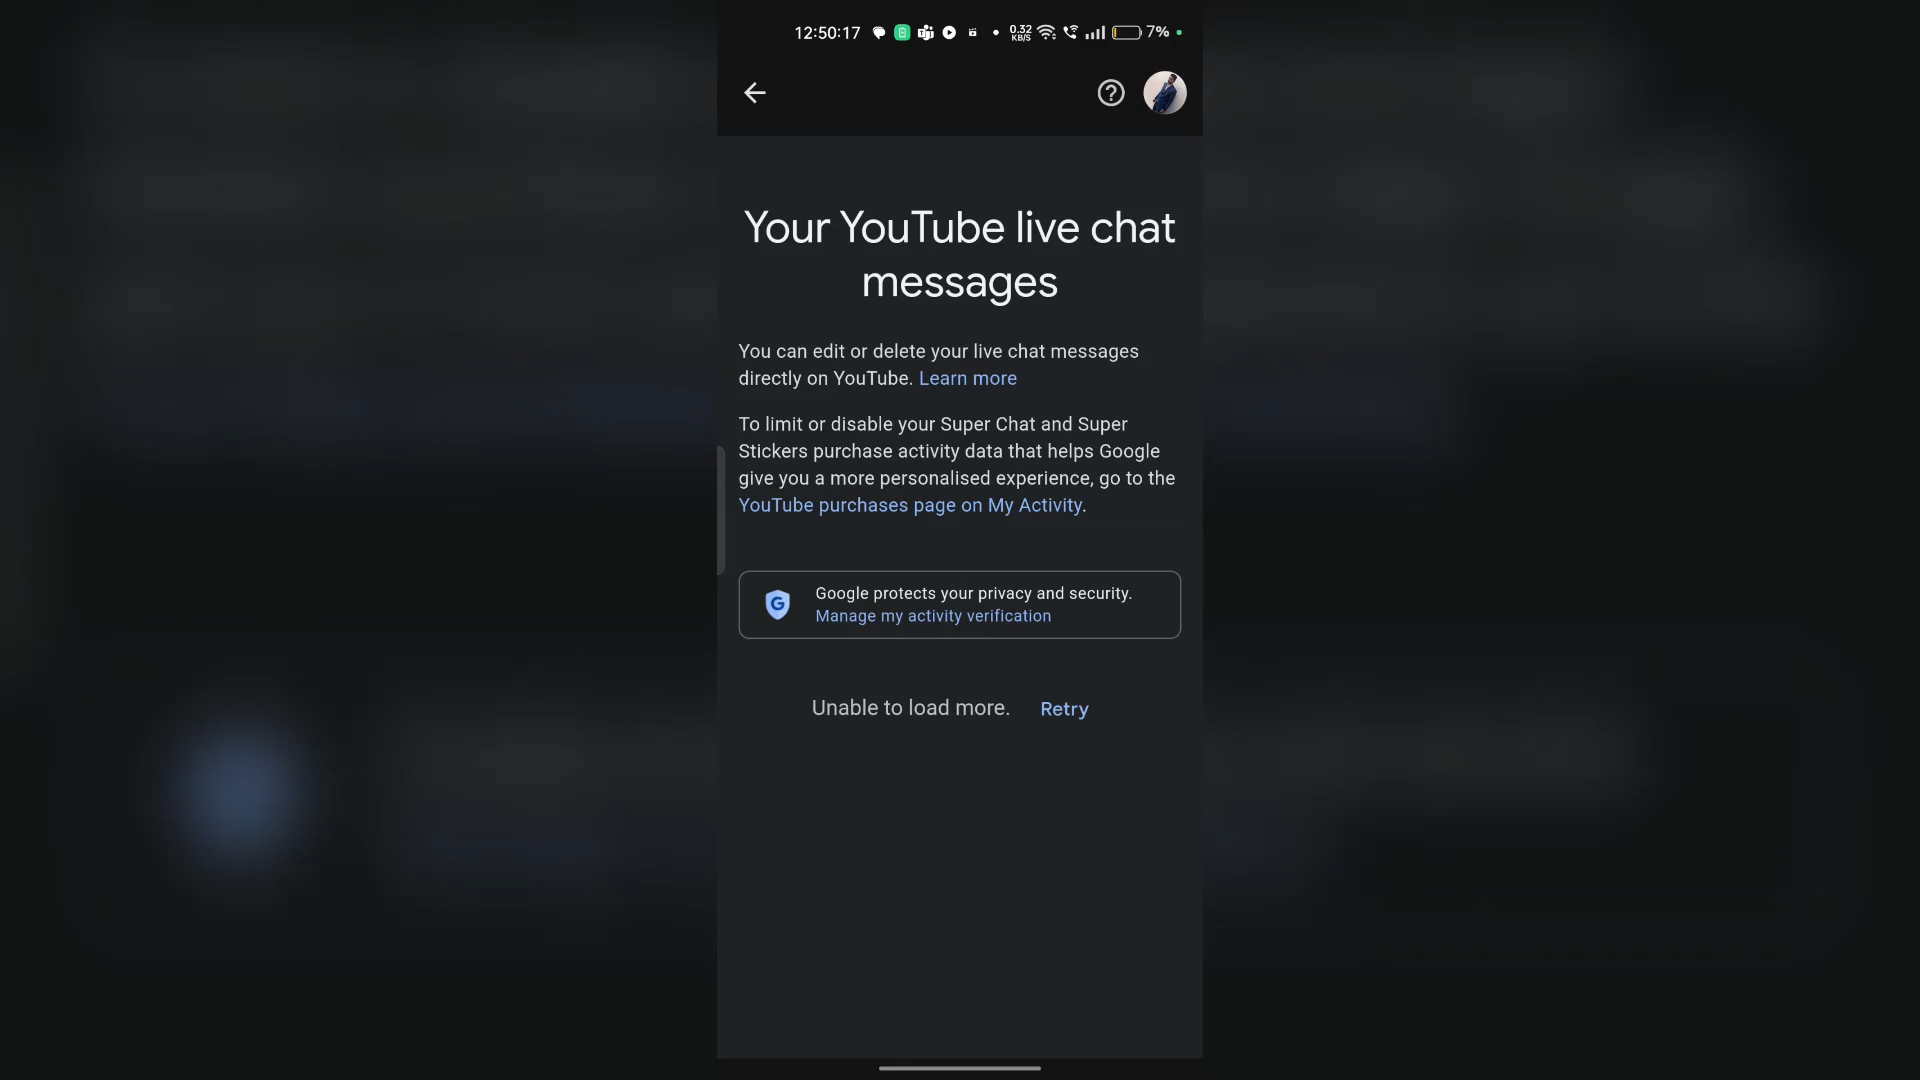 12:50:17 0.32 KB/S 7%
Your YouTube live chat
messages
You can edit or delete your live chat messages
directly on YouTube. Learn more
To limit or disable your Super Chat and Super
Stickers purchase activity data that helps Google
give you a more personalised experience, go to the
YouTube purchases page on My Activity.
G
Google protects your privacy and security.
Manage my activity verification
Unable to load more. Retry